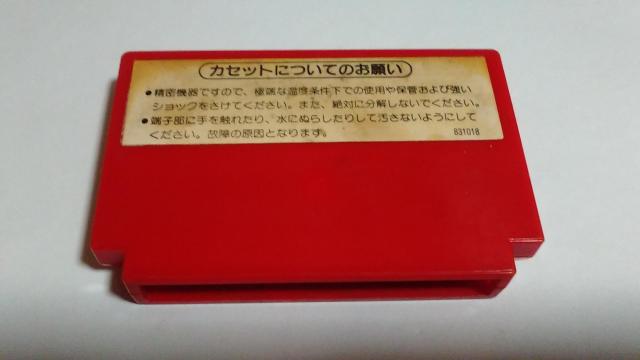 カセットについてのお願い
●精密機器ですので、極端な温度条件下での使用や保管および強い
ショックをさけてください。また、絶対に分解しないでください。
●端子部に手を触れたり、水にぬらしたりして汚さないようにして
ください。故障の原因となります。
831018